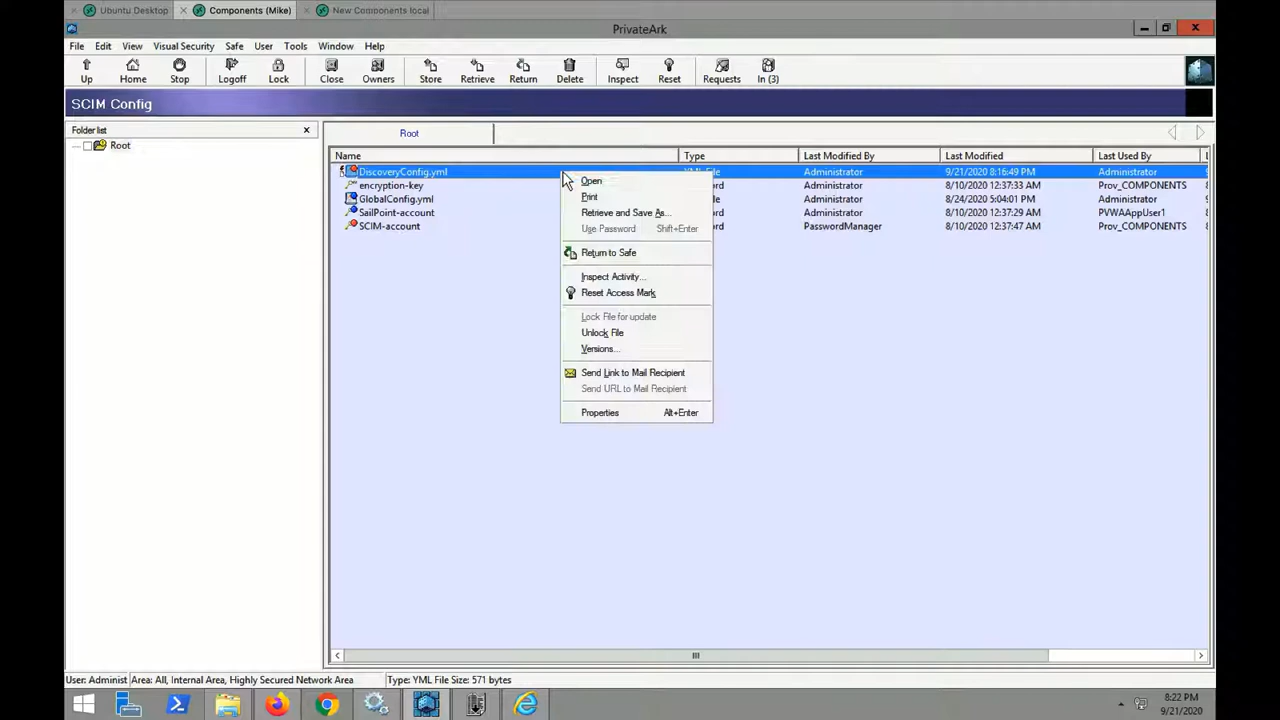 Ubuntu Desktop
Components (Mike)
New Components local
PrivateArk
File Edit View Visual Security Safe User Tools Window Help
Up Home Stop Logoff Lock Close Owners Store Retrieve Return Delete Inspect Reset Requests In (3)
SCIM Config
Folder list
Root
Root
Name Type Last Modified By Last Modified Last Used By
DiscoveryConfig.yml Administrator 9/21/2020 8:16:49 PM Administrator
encryption-key Administrator 8/10/2020 12:37:33 AM Prov_COMPONENTS
GlobalConfig.yml Administrator 8/24/2020 5:04:01 PM Administrator
SailPoint-account Administrator 8/10/2020 12:37:29 AM PVWAAppUser1
SCIM-account PasswordManager 8/10/2020 12:37:47 AM Prov_COMPONENTS
Open
Print
Retrieve and Save As...
Use Password Shift+Enter
Return to Safe
Inspect Activity...
Reset Access Mark
Lock File for update
Unlock File
Versions...
Send Link to Mail Recipient
Send URL to Mail Recipient
Properties Alt+Enter
User: Administ Area: All, Internal Area, Highly Secured Network Area Type: YML File Size: 571 bytes
8:22 PM
9/21/2020